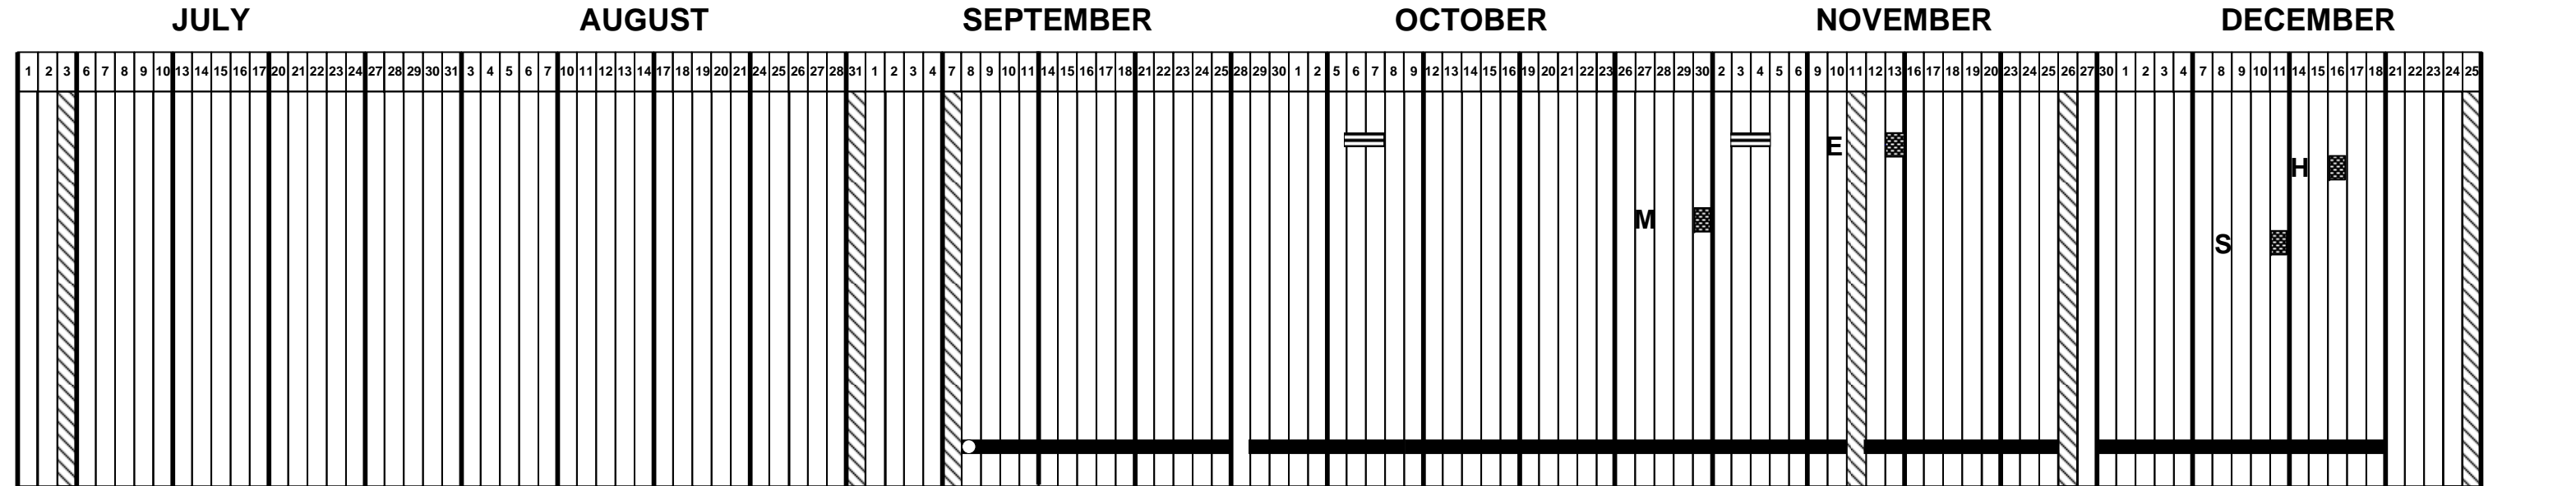 JULY AUGUST SEPTEMBER OCTOBER NOVEMBER DECEMBER
1 2 3 6 7 8 9 10 13 14 15 16 17 20 21 22 23 24 27 28 29 30 31 3 4 5 6 7 10 11 12 13 14 17 18 19 20 21 24 25 26 27 28 31 1 2 3 4 7 8 9 10 11 14 15 16 17 18 21 22 23 24 25 28 29 30 1 2 5 6 7 8 9 12 13 14 15 16 19 20 21 22 23 26 27 28 29 30 2 3 4 5 6 9 10 11 12 13 16 17 18 19 20 23 24 25 26 27 30 1 2 3 4 7 8 9 10 11 14 15 16 17 18 21 22 23 24 25
E
H
M
S